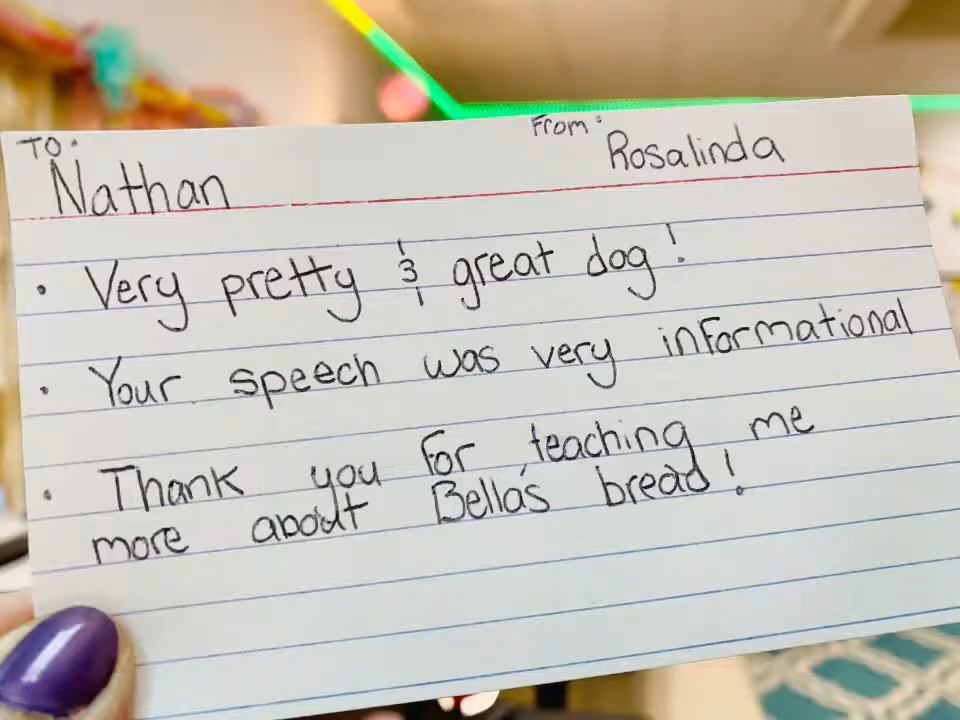 TO:
From:
Nathan
Rosalinda
• Very pretty & great dog!
• Your speech was very informational
• Thank you for teaching me
more about Bella's bread!